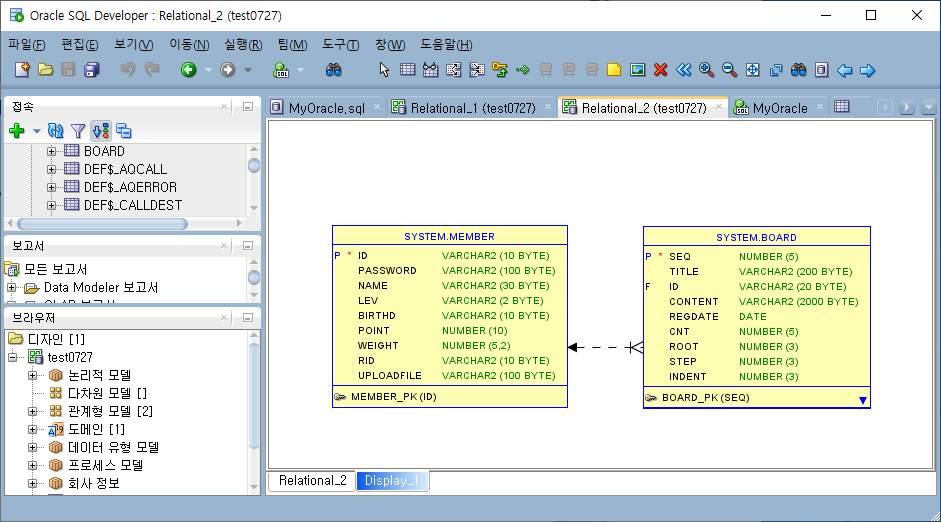 Oracle SQL Developer : Relational_2 (test0727)
파일(F) 편집(E) 보기(V) 이동(N) 실행(R) 팀(M) 도구(T) 창(W) 도움말(H)
접속
BOARD
DEF$_AQCALL
DEF$_AQERROR
DEF$_CALLDEST
보고서
모든 보고서
Data Modeler 보고서
브라우저
디자인 [1]
test0727
논리적 모델
다차원 모델 []
관계형 모델 [2]
도메인 [1]
데이터 유형 모델
프로세스 모델
회사 정보
MyOracle.sql Relational_1 (test0727) Relational_2 (test0727) MyOracle
SYSTEM.MEMBER
P * ID VARCHAR2 (10 BYTE)
PASSWORD VARCHAR2 (100 BYTE)
NAME VARCHAR2 (30 BYTE)
LEV VARCHAR2 (2 BYTE)
BIRTHD VARCHAR2 (10 BYTE)
POINT NUMBER (10)
WEIGHT NUMBER (5.2)
RID VARCHAR2 (10 BYTE)
UPLOADFILE VARCHAR2 (100 BYTE)
MEMBER_PK (ID)
SYSTEM.BOARD
P * SEQ NUMBER (5)
TITLE VARCHAR2 (200 BYTE)
F ID VARCHAR2 (20 BYTE)
CONTENT VARCHAR2 (2000 BYTE)
REGDATE DATE
CNT NUMBER (5)
ROOT NUMBER (3)
STEP NUMBER (3)
INDENT NUMBER (3)
BOARD_PK (SEQ)
Relational_2 Display_1